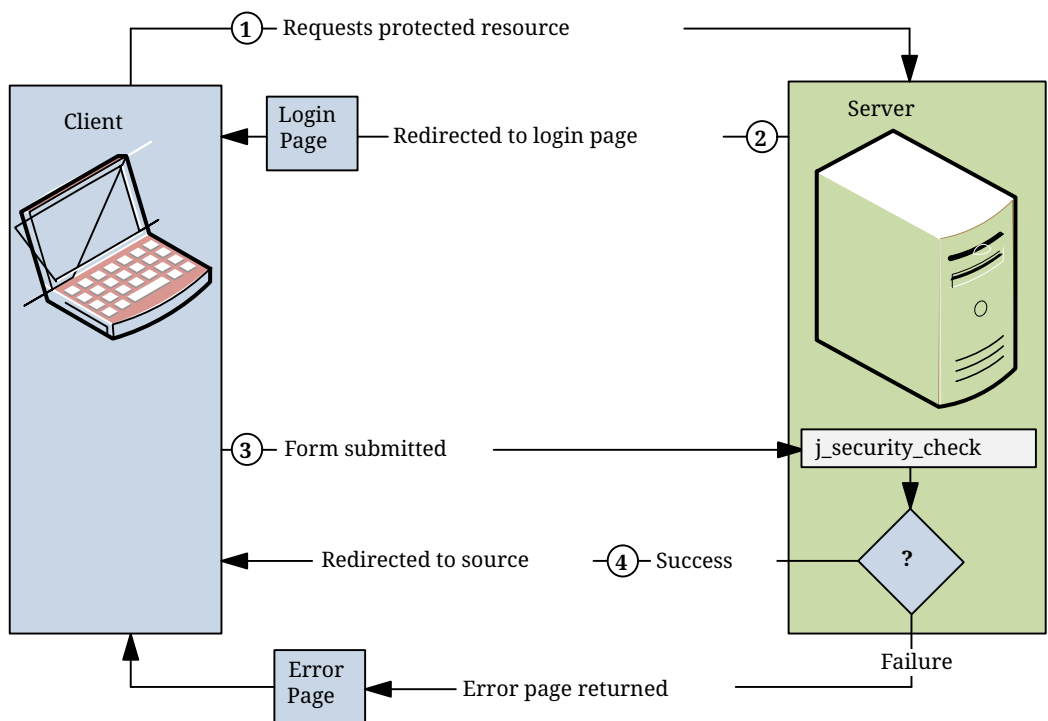 1 Requests protected resource
Client
Login
Page
Redirected to login page
2
Server
3 Form submitted
j_security_check
Redirected to source
4 Success
?
Failure
Error
Page
Error page returned